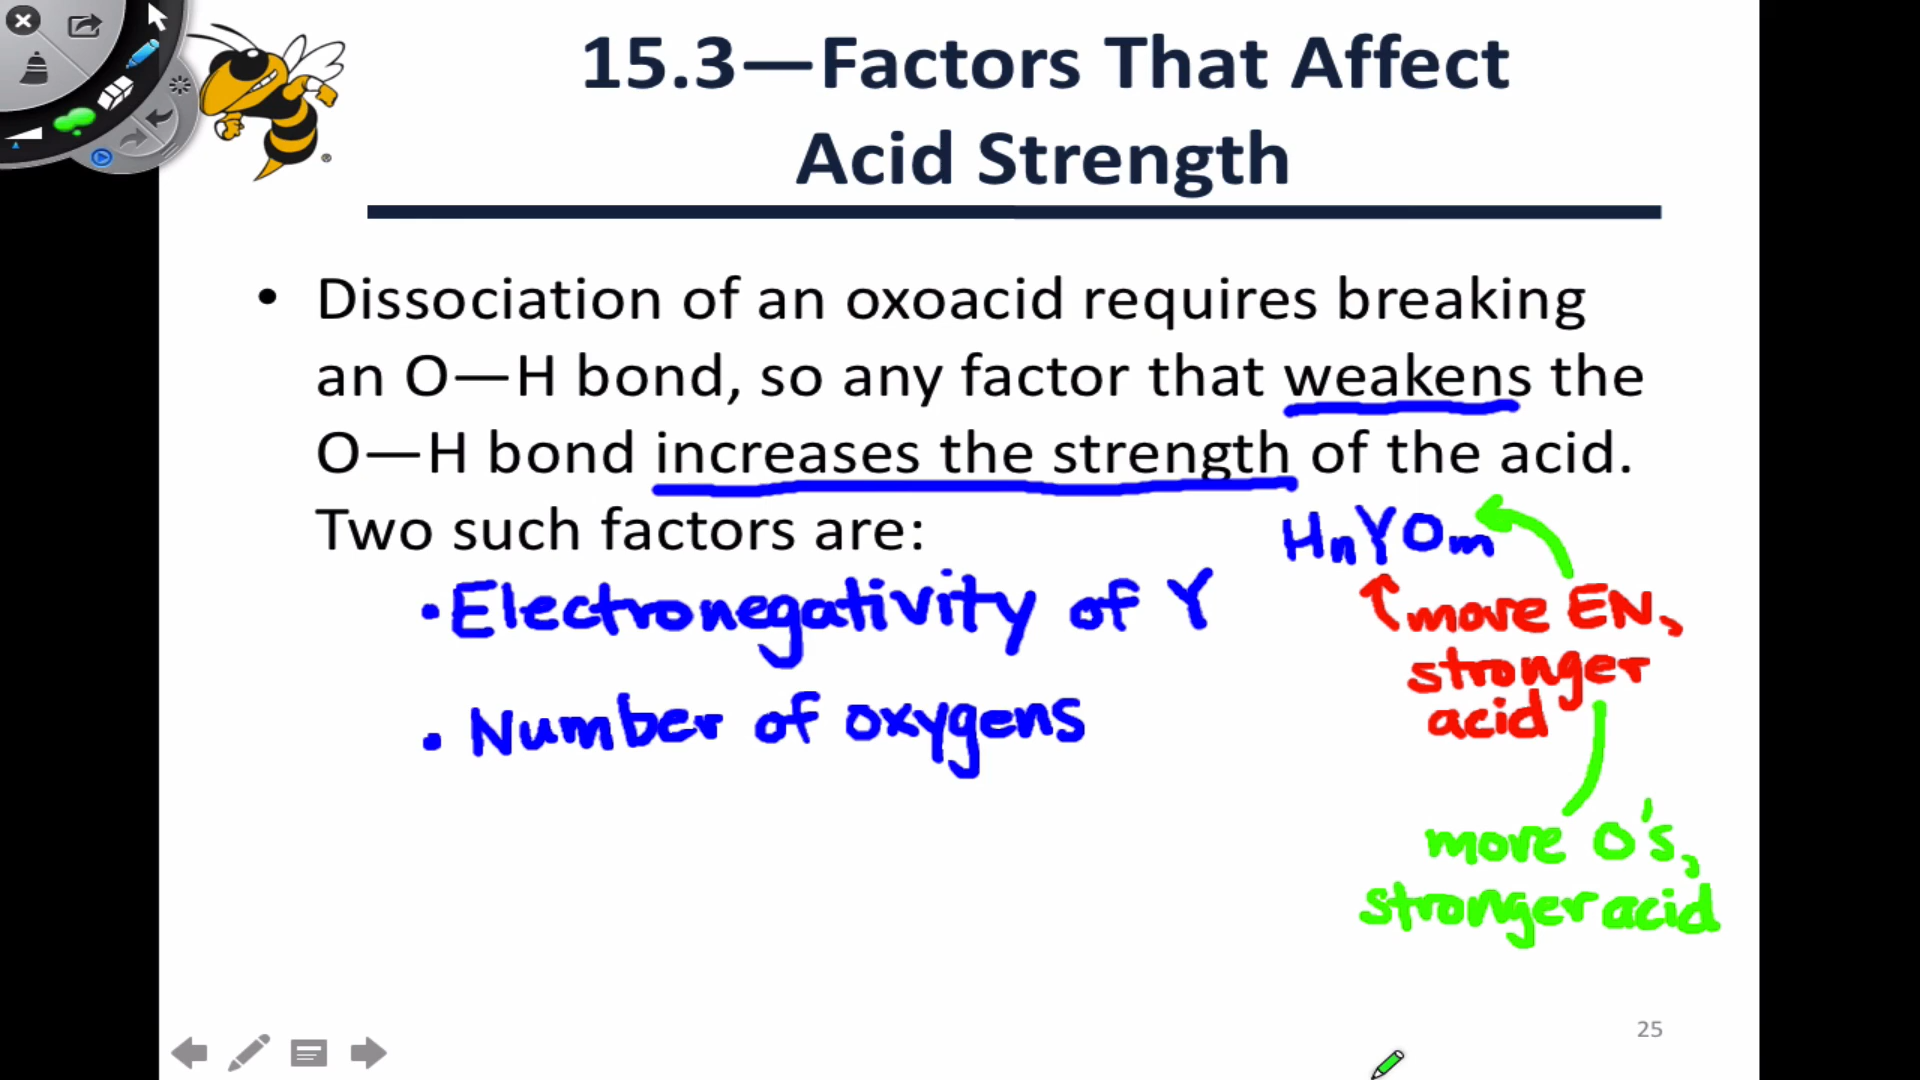 15.3—Factors That Affect
Acid Strength
• Dissociation of an oxoacid requires breaking
an O—H bond, so any factor that weakens the
O—H bond increases the strength of the acid.
Two such factors are:
HnYOm
• Electronegativity of Y
more EN,
stronger
acid
• Number of oxygens
more O's,
stronger acid
25